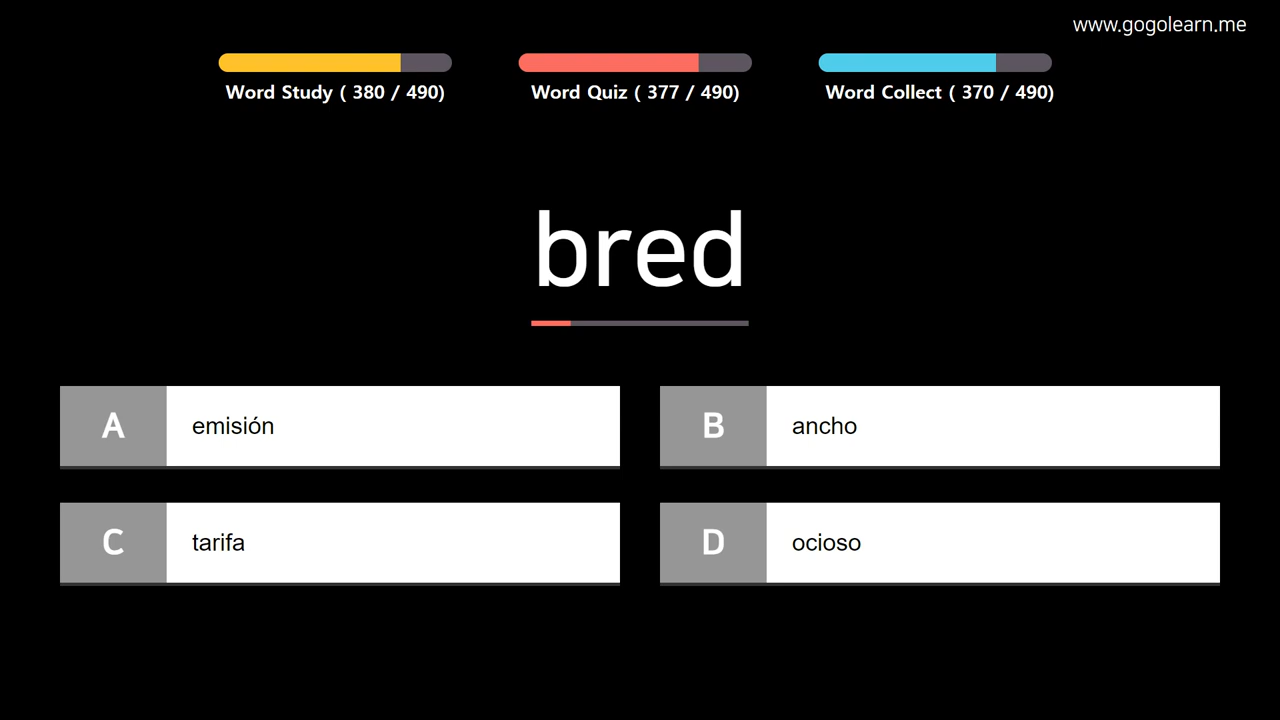 www.gogolearn.me
Word Study ( 380 / 490)
Word Quiz ( 377 / 490)
Word Collect ( 370 / 490)
bred
A
emisión
B
ancho
C
tarifa
D
ocioso